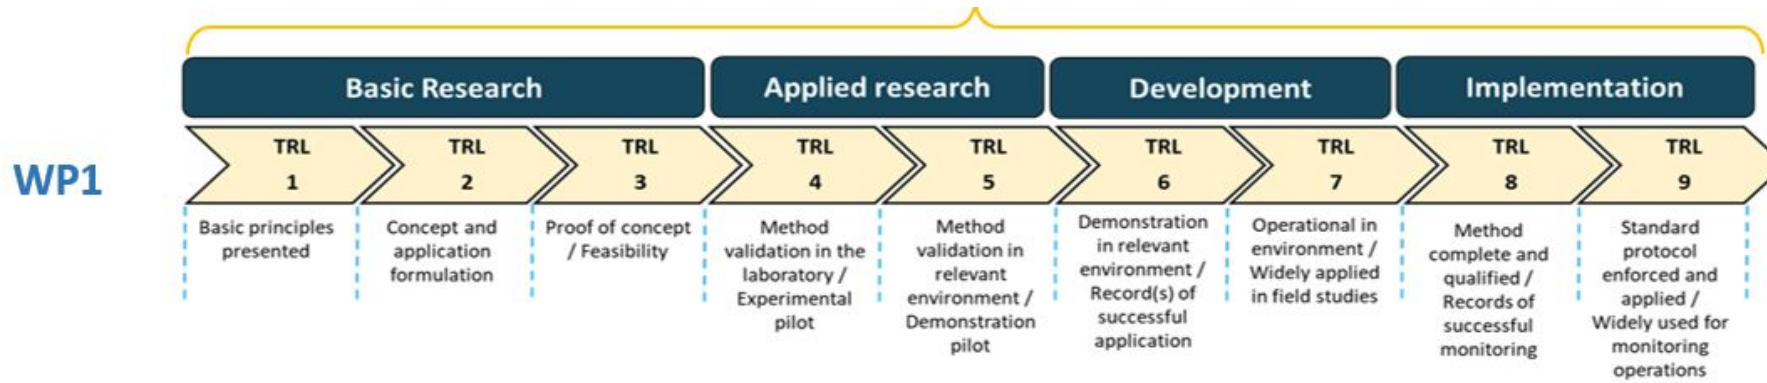 Basic Research
Applied research
Development
Implementation
WP1
TRL
1
TRL
2
TRL
3
TRL
4
TRL
5
TRL
6
TRL
7
TRL
8
TRL
9
Basic principles
presented
Concept and
application
formulation
Proof of concept
/ Feasibility
Method
validation in the
laboratory /
Experimental
pilot
Method
validation in
relevant
environment /
Demonstration
pilot
Demonstration
in relevant
environment /
Record(s) of
successful
application
Operational in
environment /
Widely applied
in field studies
Method
complete and
qualified /
Records of
successful
monitoring
Standard
protocol
enforced and
applied /
Widely used for
monitoring
operations